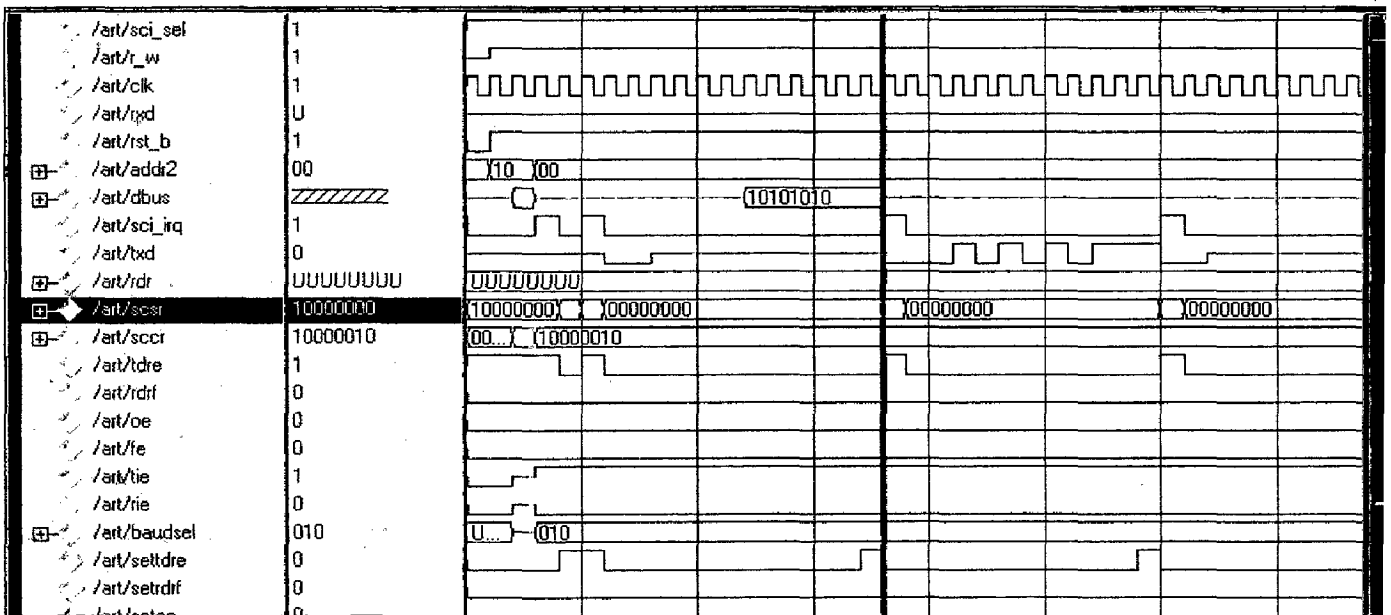 /art/sci_sel 1
/art/r_w 1
/art/clk 1
/art/rxd U
/art/rst_b 1
/art/addr2 00 10 00
/art/dbus 10101010
/art/sci_irq 1
/art/txd 0
/art/rdr UUUUUUUU UUUUUUUU
/art/scsr 10000000 10000000 00000000 00000000 00000000
/art/sccr 10000010 00... 10000010
/art/tdre 1
/art/rdrf 0
/art/oe 0
/art/fe 0
/art/tie 1
/art/rie 0
/art/baudsel 010 U... 010
/art/settdre 0
/art/setrdrf 0